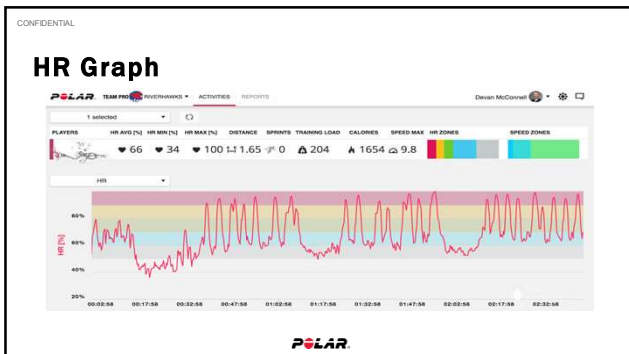 CONFIDENTIAL
HR Graph
POLAR. TEAM PRO RIVERHAWKS ACTIVITIES REPORTS Devan McConnell
1 selected
PLAYERS HR AVG [%] HR MIN [%] HR MAX [%] DISTANCE SPRINTS TRAINING LOAD CALORIES SPEED MAX HR ZONES SPEED ZONES
66 34 100 1.65 0 204 1654 9.8
HR
80%
60%
40%
20%
HR [%]
00:02:58 00:17:58 00:32:58 00:47:58 01:02:58 01:17:58 01:32:58 01:47:58 02:02:58 02:17:58 02:32:58
POLAR.